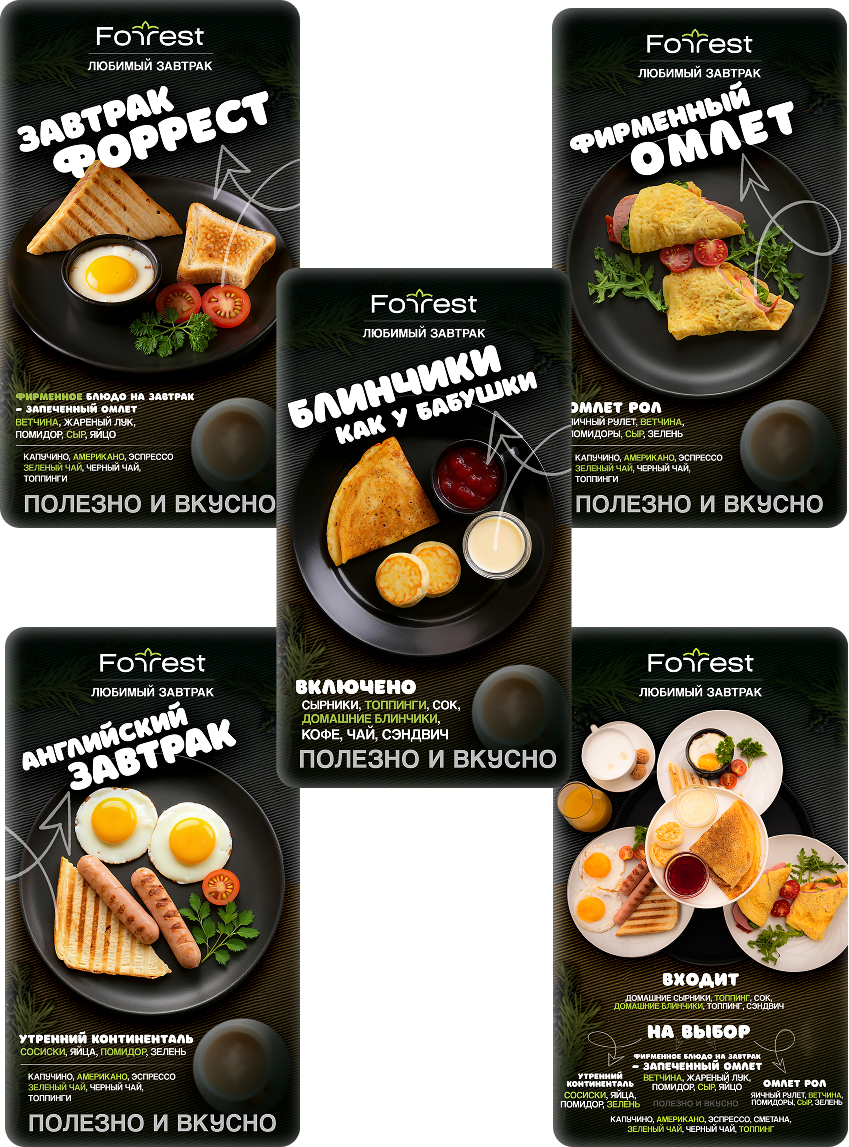 Forrest
ЛЮБИМЫЙ ЗАВТРАК
ЗАВТРАК
ФОРРЕСТ
ФИРМЕННОЕ БЛЮДО НА ЗАВТРАК
– ЗАПЕЧЕННЫЙ ОМЛЕТ
ВЕТЧИНА, ЖАРЕНЫЙ ЛУК,
ПОМИДОР, СЫР, ЯЙЦО
КАПУЧИНО, АМЕРИКАНО, ЭСПРЕССО
ЗЕЛЕНЫЙ ЧАЙ, ЧЕРНЫЙ ЧАЙ,
ТОППИНГИ
ПОЛЕЗНО И ВКУСНО
Forrest
ЛЮБИМЫЙ ЗАВТРАК
ФИРМЕННЫЙ
ОМЛЕТ
ОМЛЕТ РОЛ
ЯИЧНЫЙ РУЛЕТ, ВЕТЧИНА,
ПОМИДОРЫ, СЫР, ЗЕЛЕНЬ
КАПУЧИНО, АМЕРИКАНО, ЭСПРЕССО
ЗЕЛЕНЫЙ ЧАЙ, ЧЕРНЫЙ ЧАЙ,
ТОППИНГИ
ПОЛЕЗНО И ВКУСНО
Forrest
ЛЮБИМЫЙ ЗАВТРАК
БЛИНЧИКИ
КАК У БАБУШКИ
ВКЛЮЧЕНО
СЫРНИКИ, ТОППИНГИ, СОК,
ДОМАШНИЕ БЛИНЧИКИ,
КОФЕ, ЧАЙ, СЭНДВИЧ
ПОЛЕЗНО И ВКУСНО
Forrest
ЛЮБИМЫЙ ЗАВТРАК
АНГЛИЙСКИЙ
ЗАВТРАК
УТРЕННИЙ КОНТИНЕНТАЛЬ
СОСИСКИ, ЯЙЦА, ПОМИДОР, ЗЕЛЕНЬ
КАПУЧИНО, АМЕРИКАНО, ЭСПРЕССО
ЗЕЛЕНЫЙ ЧАЙ, ЧЕРНЫЙ ЧАЙ,
ТОППИНГИ
ПОЛЕЗНО И ВКУСНО
Forrest
ЛЮБИМЫЙ ЗАВТРАК
ВХОДИТ
ДОМАШНИЕ СЫРНИКИ, ТОППИНГ, СОК,
ДОМАШНИЕ БЛИНЧИКИ, ТОППИНГ, СЭНДВИЧ
НА ВЫБОР
ФИРМЕННОЕ БЛЮДО НА ЗАВТРАК
– ЗАПЕЧЕННЫЙ ОМЛЕТ
ВЕТЧИНА, ЖАРЕНЫЙ ЛУК,
ПОМИДОР, СЫР, ЯЙЦО
УТРЕННИЙ
КОНТИНЕНТАЛЬ
СОСИСКИ, ЯЙЦА,
ПОМИДОР, ЗЕЛЕНЬ
ОМЛЕТ РОЛ
ЯИЧНЫЙ РУЛЕТ, ВЕТЧИНА,
ПОМИДОРЫ, СЫР, ЗЕЛЕНЬ
ПОЛЕЗНО И ВКУСНО
КАПУЧИНО, АМЕРИКАНО, ЭСПРЕССО, СМЕТАНА,
ЗЕЛЕНЫЙ ЧАЙ, ЧЕРНЫЙ ЧАЙ, ТОППИНГ